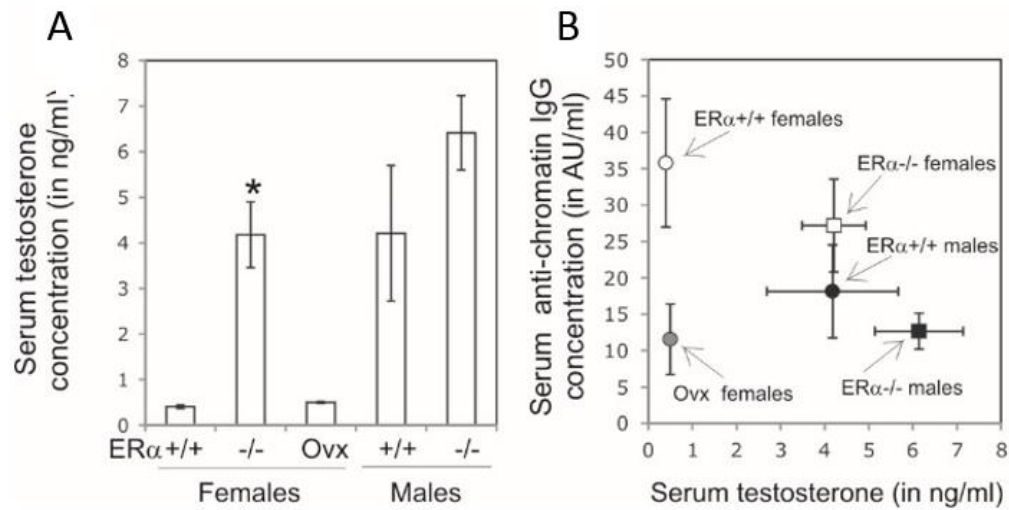 A
Serum testosterone
concentration (in ng/ml)
8
7
6
5
4
3
2
1
0
*
ERα+/+ -/- Ovx +/+ -/-
Females Males
B
Serum anti-chromatin IgG
concentration (in AU/ml)
50
45
40
35
30
25
20
15
10
5
0
ERα+/+ females
ERα-/- females
ERα+/+ males
Ovx females
ERα-/- males
0 1 2 3 4 5 6 7 8
Serum testosterone (in ng/ml)